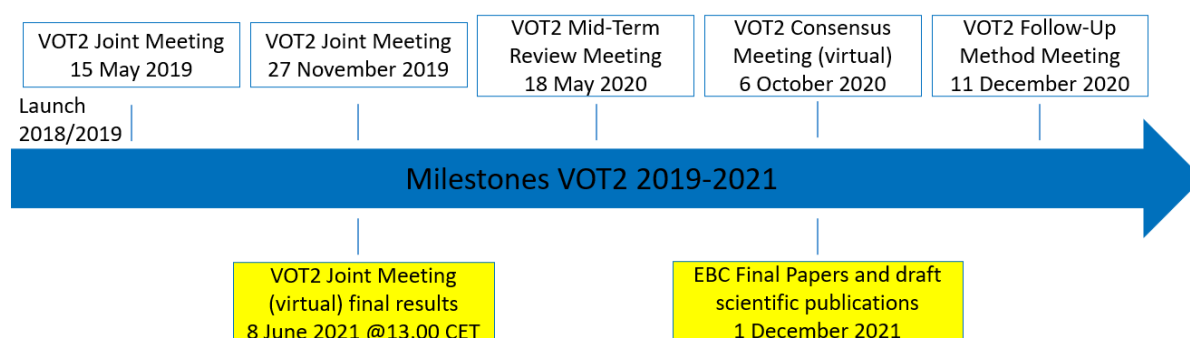 VOT2 Joint Meeting
15 May 2019
VOT2 Joint Meeting
27 November 2019
VOT2 Mid-Term
Review Meeting
18 May 2020
VOT2 Consensus
Meeting (virtual)
6 October 2020
VOT2 Follow-Up
Method Meeting
11 December 2020
Launch
2018/2019
Milestones VOT2 2019-2021
VOT2 Joint Meeting
(virtual) final results
8 June 2021 @13.00 CET
EBC Final Papers and draft
scientific publications
1 December 2021